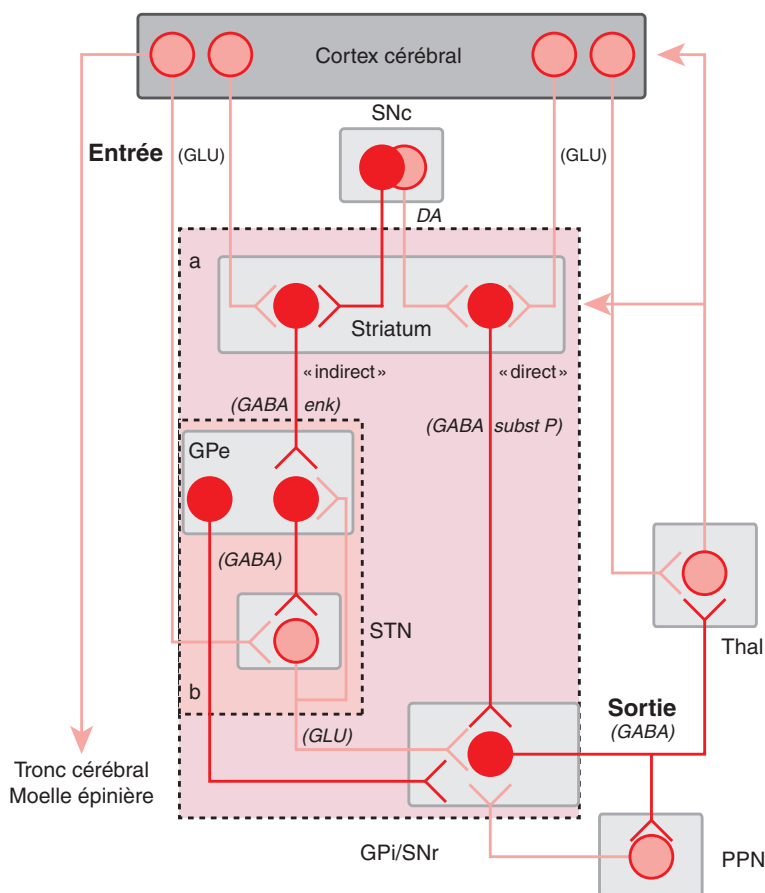 Cortex cérébral
SNc
Entrée
(GLU)
(GLU)
DA
a
Striatum
« indirect »
« direct »
(GABA enk)
(GABA subst P)
GPe
(GABA)
STN
Thal
b
Sortie
(GABA)
(GLU)
Tronc cérébral
Moelle épinière
GPi/SNr
PPN